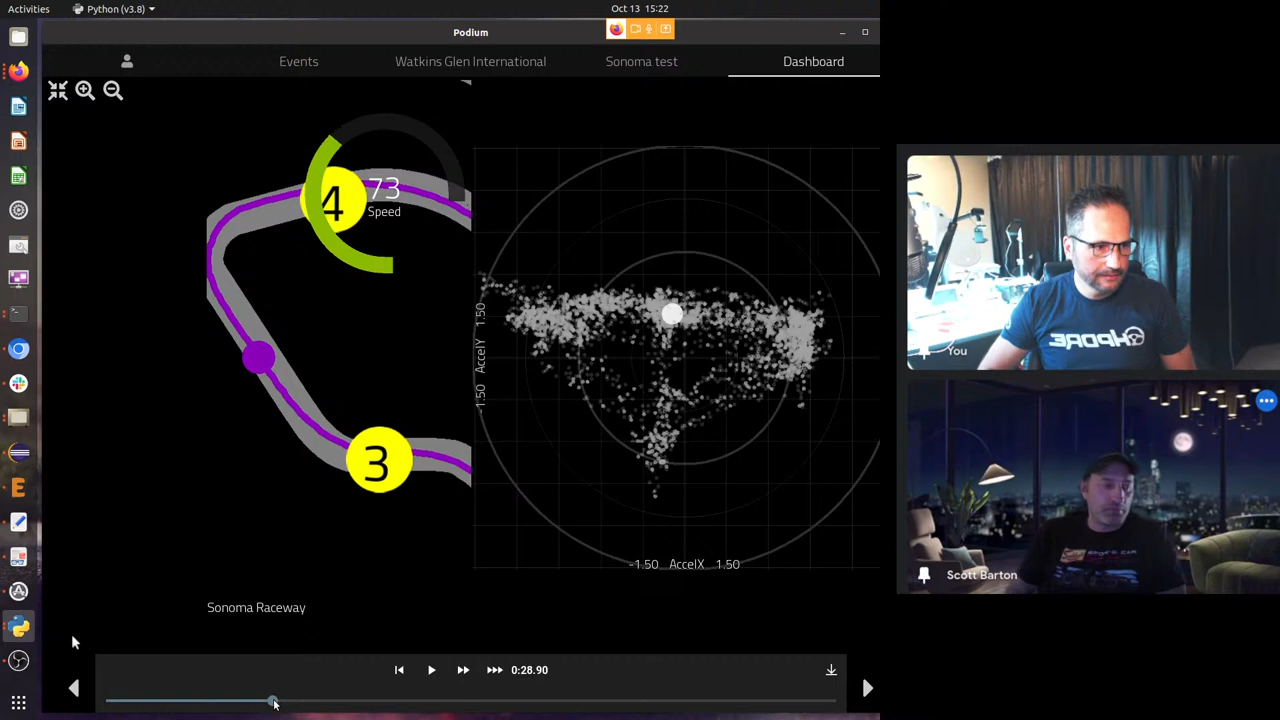 Activities
Python (v3.8)
Oct 13 15:22
Podium
Events
Watkins Glen International
Sonoma test
Dashboard
4
73
Speed
3
-1.50 AccelY 1.50
-1.50 AccelX 1.50
Sonoma Raceway
0:28.90
You
Scott Barton